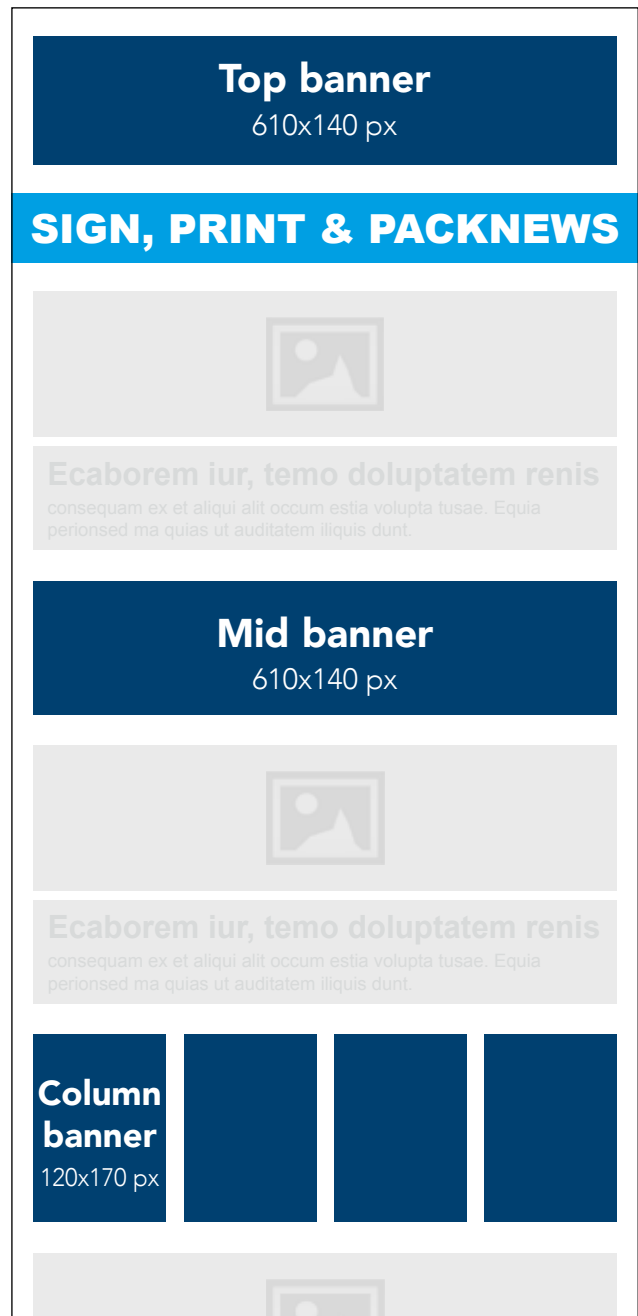 Top banner
610x140 px
SIGN, PRINT & PACKNEWS
Ecaborem iur, temo doluptatem renis
consequam ex et aliqui alit occum estia volupta tusae. Equia
perionsed ma quias ut auditatem iliquis dunt.
Mid banner
610x140 px
Ecaborem iur, temo doluptatem renis
consequam ex et aliqui alit occum estia volupta tusae. Equia
perionsed ma quias ut auditatem iliquis dunt.
Column
banner
120x170 px